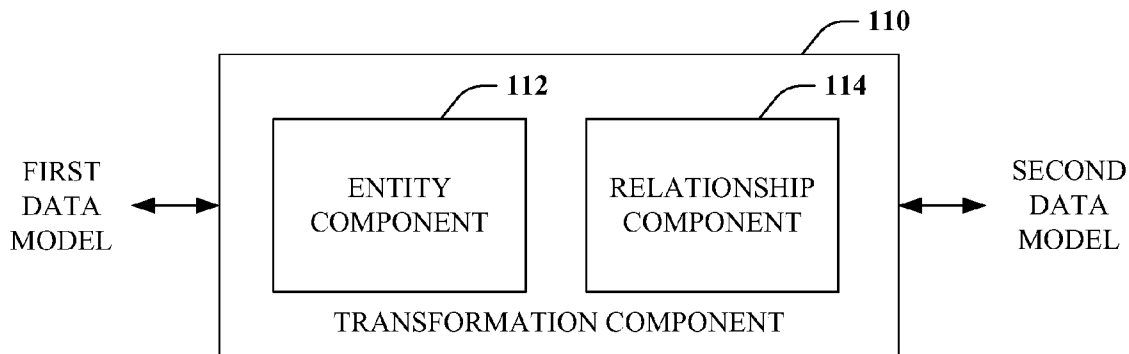 110
112
114
FIRST
DATA
MODEL
ENTITY
COMPONENT
RELATIONSHIP
COMPONENT
SECOND
DATA
MODEL
TRANSFORMATION COMPONENT